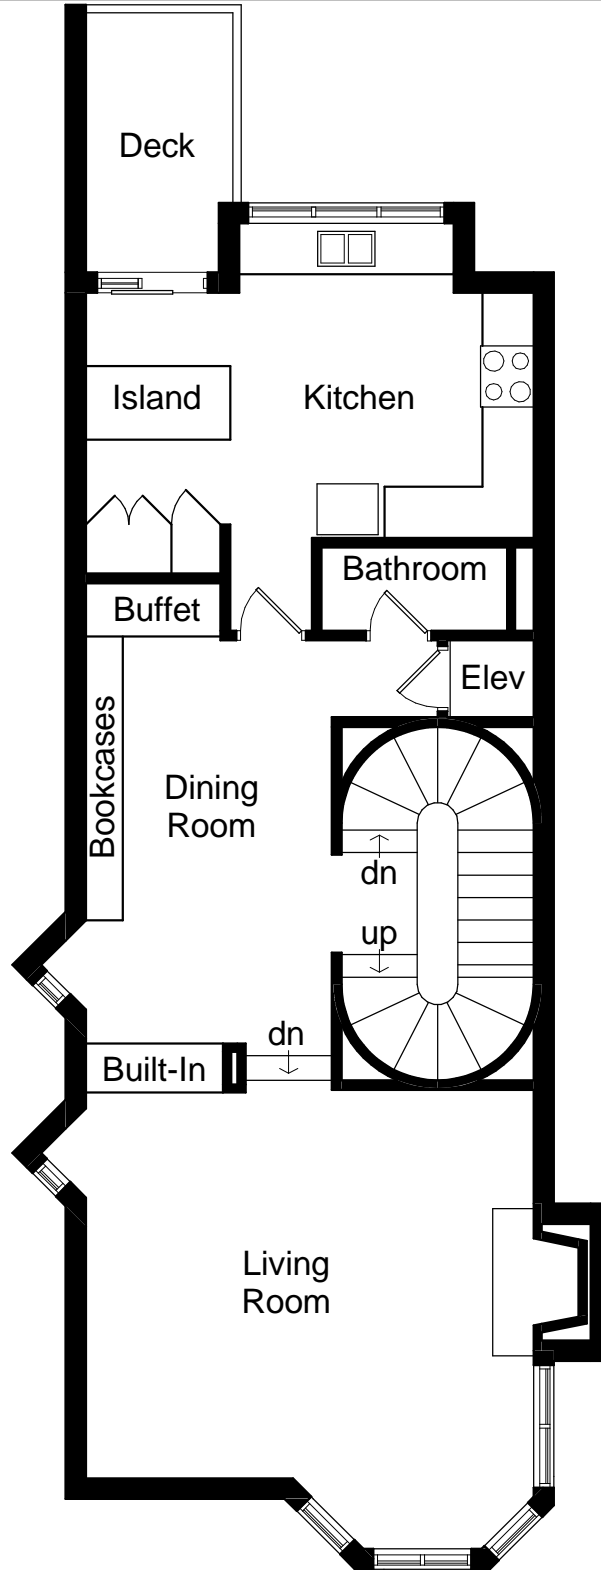 Deck
Island
Kitchen
Bathroom
Buffet
Elev
Bookcases
Dining
Room
dn
up
dn
Built-In
Living
Room